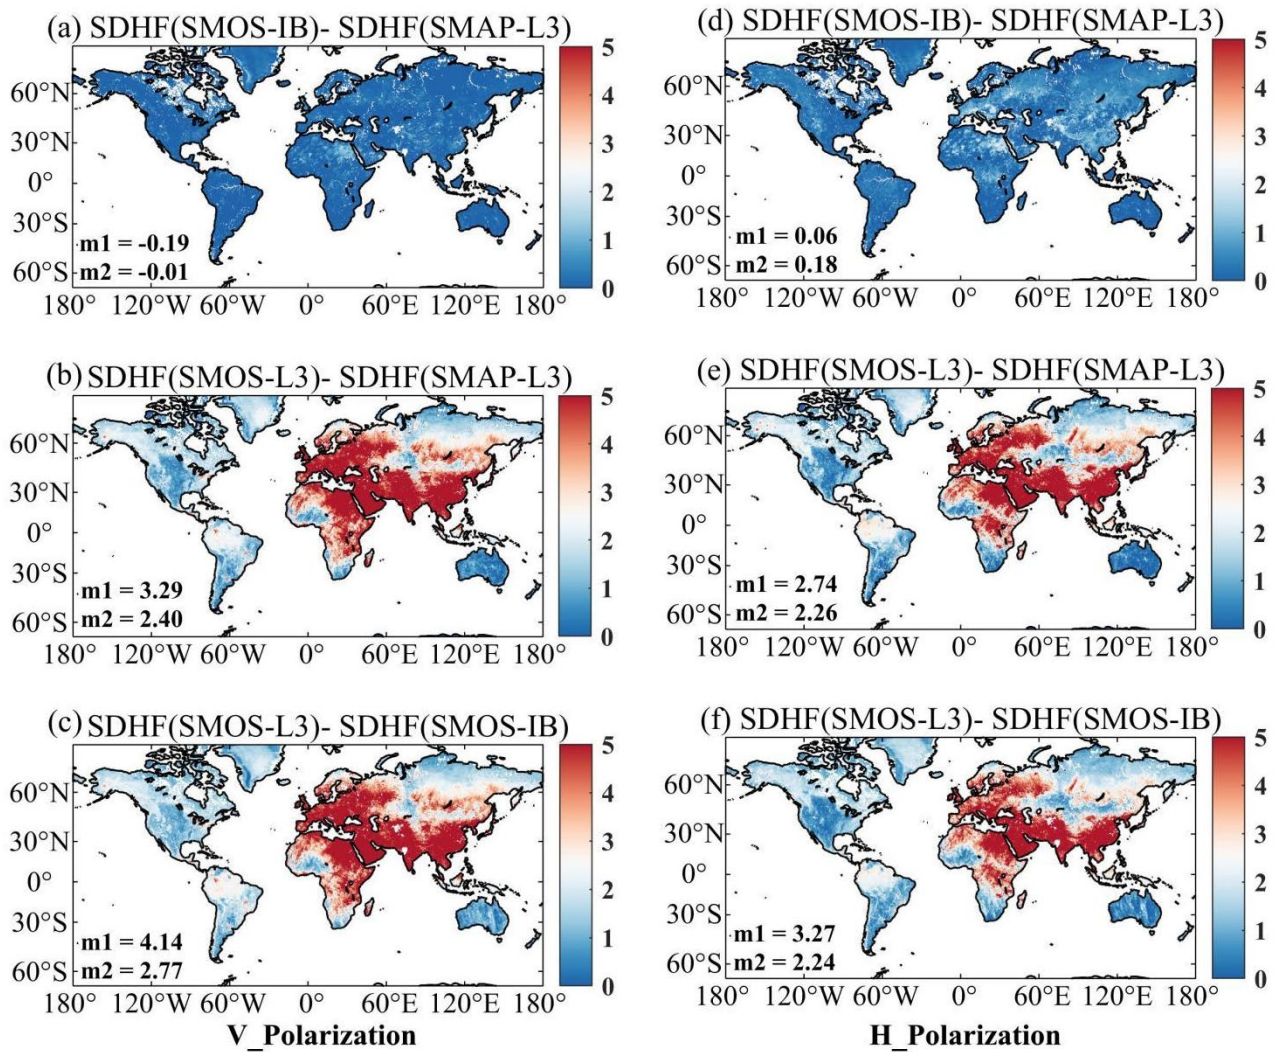 (a) SDHF(SMOS-IB)- SDHF(SMAP-L3)
60°N
30°N
0°
30°S
60°S
m1 = -0.19
m2 = -0.01
180° 120°W 60°W 0° 60°E 120°E 180°
5
4
3
2
1
0
(d) SDHF(SMOS-IB)- SDHF(SMAP-L3)
60°N
30°N
0°
30°S
60°S
m1 = 0.06
m2 = 0.18
180° 120°W 60°W 0° 60°E 120°E 180°
5
4
3
2
1
0
(b) SDHF(SMOS-L3)- SDHF(SMAP-L3)
60°N
30°N
0°
30°S
60°S
m1 = 3.29
m2 = 2.40
180° 120°W 60°W 0° 60°E 120°E 180°
5
4
3
2
1
0
(e) SDHF(SMOS-L3)- SDHF(SMAP-L3)
60°N
30°N
0°
30°S
60°S
m1 = 2.74
m2 = 2.26
180° 120°W 60°W 0° 60°E 120°E 180°
5
4
3
2
1
0
(c) SDHF(SMOS-L3)- SDHF(SMOS-IB)
60°N
30°N
0°
30°S
60°S
m1 = 4.14
m2 = 2.77
180° 120°W 60°W 0° 60°E 120°E 180°
5
4
3
2
1
0
V_Polarization
(f) SDHF(SMOS-L3)- SDHF(SMOS-IB)
60°N
30°N
0°
30°S
60°S
m1 = 3.27
m2 = 2.24
180° 120°W 60°W 0° 60°E 120°E 180°
5
4
3
2
1
0
H_Polarization